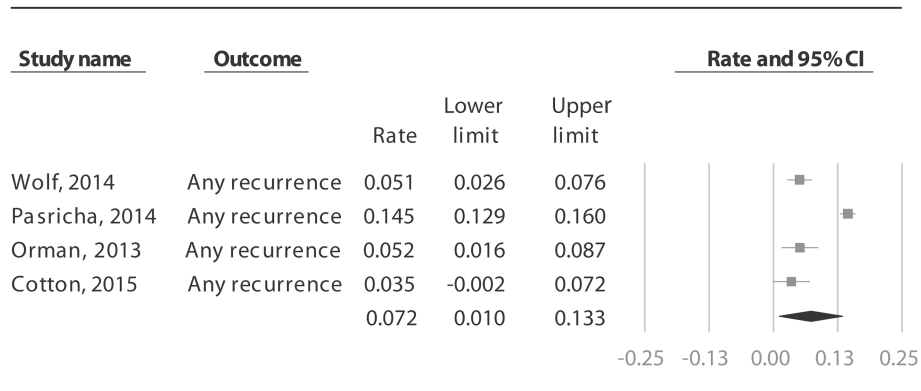 Study name Outcome Rate and 95% CI
Rate Lower limit Upper limit
Wolf, 2014 Any recurrence 0.051 0.026 0.076
Pasricha, 2014 Any recurrence 0.145 0.129 0.160
Orman, 2013 Any recurrence 0.052 0.016 0.087
Cotton, 2015 Any recurrence 0.035 -0.002 0.072
0.072 0.010 0.133
-0.25 -0.13 0.00 0.13 0.25